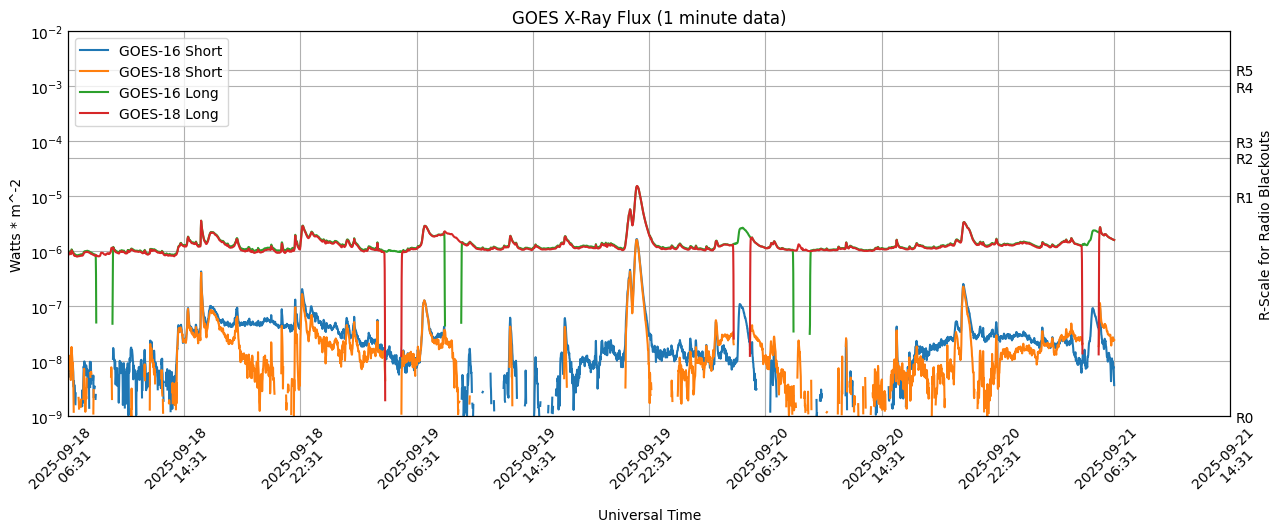 GOES X-Ray Flux (1 minute data)
GOES-16 Short
GOES-18 Short
GOES-16 Long
GOES-18 Long
10^-2
10^-3
10^-4
10^-5
10^-6
10^-7
10^-8
10^-9
Watts * m^-2
R5
R4
R3
R2
R1
R0
R-Scale for Radio Blackouts
2025-09-18
06:31
2025-09-18
14:31
2025-09-18
22:31
2025-09-19
06:31
2025-09-19
14:31
2025-09-19
22:31
2025-09-20
06:31
2025-09-20
14:31
2025-09-20
22:31
2025-09-21
06:31
2025-09-21
14:31
Universal Time